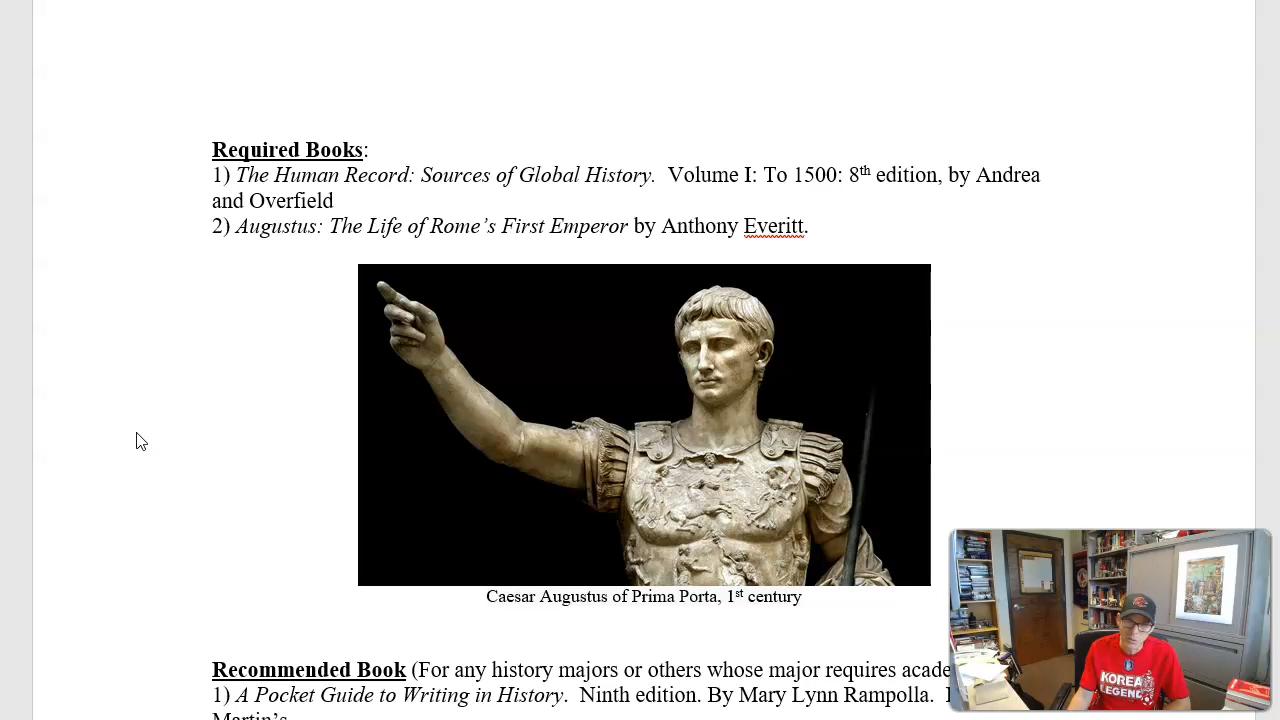 Required Books:
1) The Human Record: Sources of Global History. Volume I: To 1500: 8th edition, by Andrea
and Overfield
2) Augustus: The Life of Rome’s First Emperor by Anthony Everitt.
Caesar Augustus of Prima Porta, 1st century
Recommended Book (For any history majors or others whose major requires acade
1) A Pocket Guide to Writing in History. Ninth edition. By Mary Lynn Rampolla.
Martin’s
KOREA
LEGEND